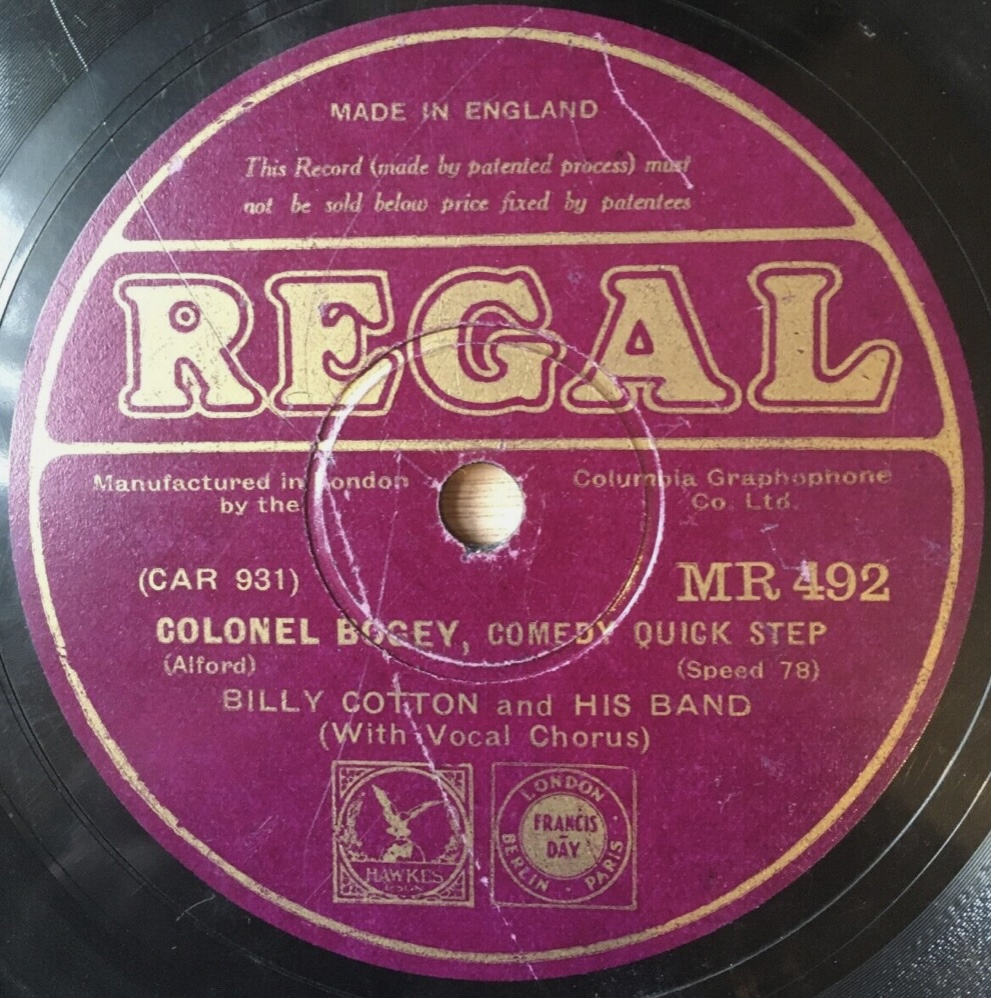 MADE IN ENGLAND
This Record (made by patented process) must
not be sold below price fixed by patentees
REGAL
Manufactured in London
by the
Columbia Graphophone
Co. Ltd.
(CAR 931)
MR 492
COLONEL BOGEY, COMEDY QUICK STEP
(Alford)
(Speed 78)
BILLY COTTON and HIS BAND
(With Vocal Chorus)
HAWKES
& SON
LONDON
FRANCIS
DAY
BERLIN · PARIS